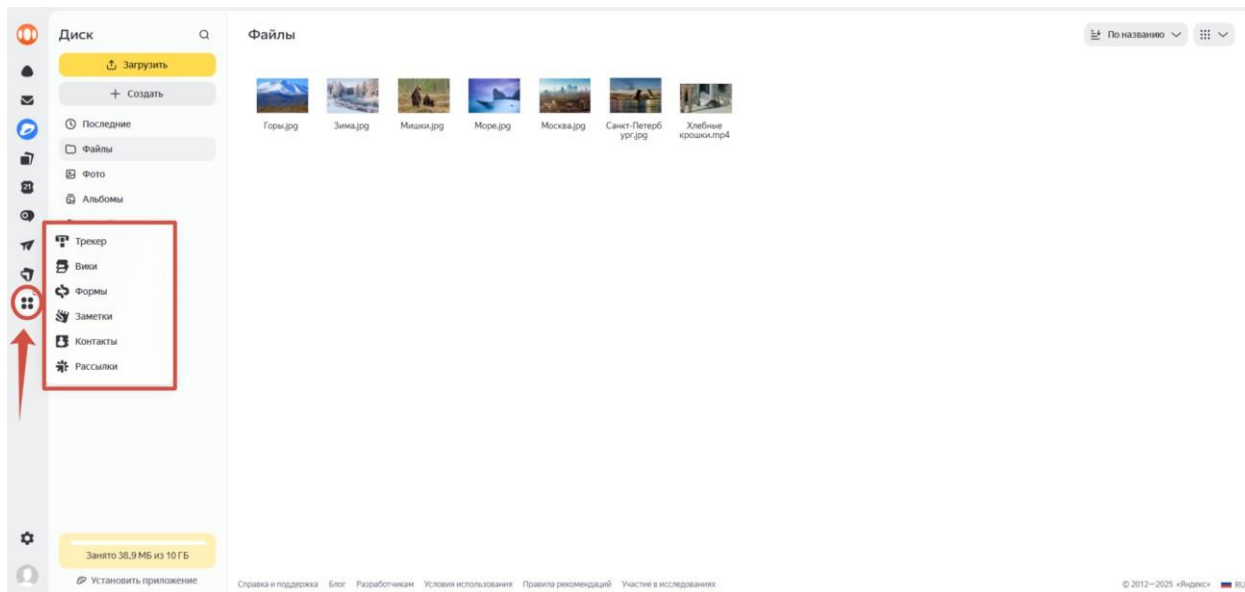 Диск
Файлы
По названию
Загрузить
Создать
21
Последние
Файлы
Фото
Альбомы
Трекер
Вики
Формы
Заметки
Контакты
Рассылки
Горы.jpg
Зима.jpg
Мишки.jpg
Море.jpg
Москва.jpg
Санкт-Петерб
ург.jpg
Хлебные
крошки.mp4
Занято 38,9 МБ из 10 ГБ
Установить приложение
Справка и поддержка Блог Разработчикам Условия использования Правила рекомендаций Участие в исследованиях
© 2012—2025 «Яндекс» RU